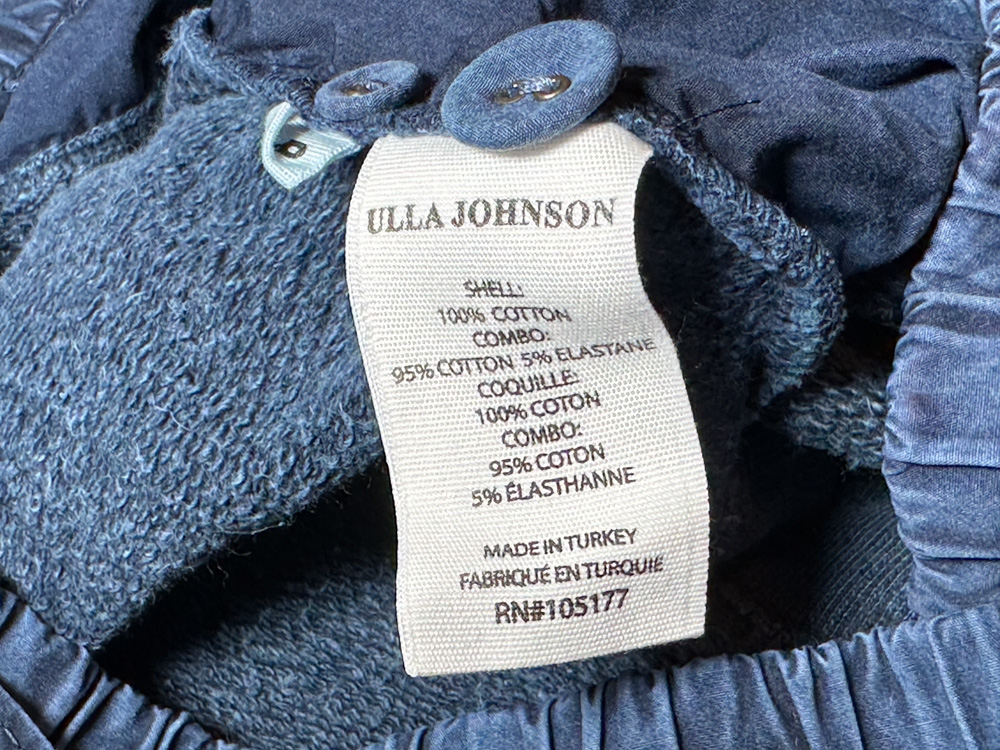 ULLA JOHNSON
SHELL:
100% COTTON
COMBO:
95% COTTON 5% ELASTANE
COQUILLE:
100% COTON
COMBO:
95% COTON
5% ÉLASTHANNE
MADE IN TURKEY
FABRIQUÉ EN TURQUIE
RN#105177